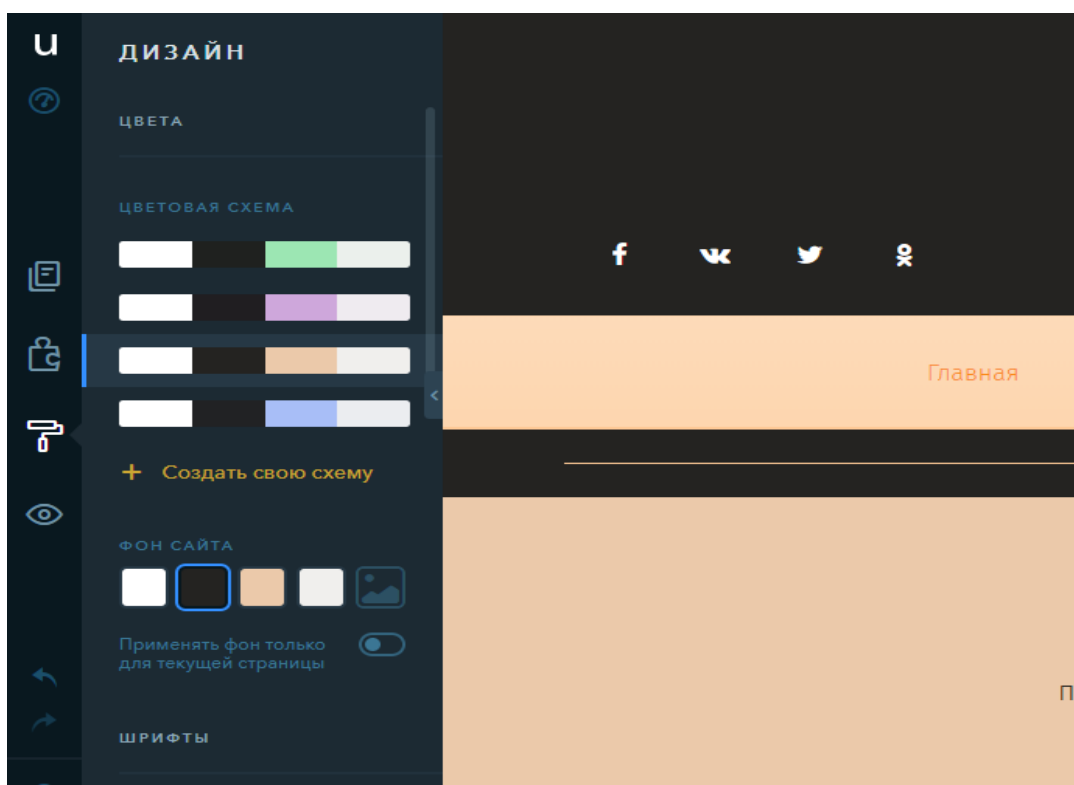 u
ДИЗАЙН
ЦВЕТА
ЦВЕТОВАЯ СХЕМА
Главная
+ Создать свою схему
ФОН САЙТА
Применять фон только
для текущей страницы
П
ШРИФТЫ